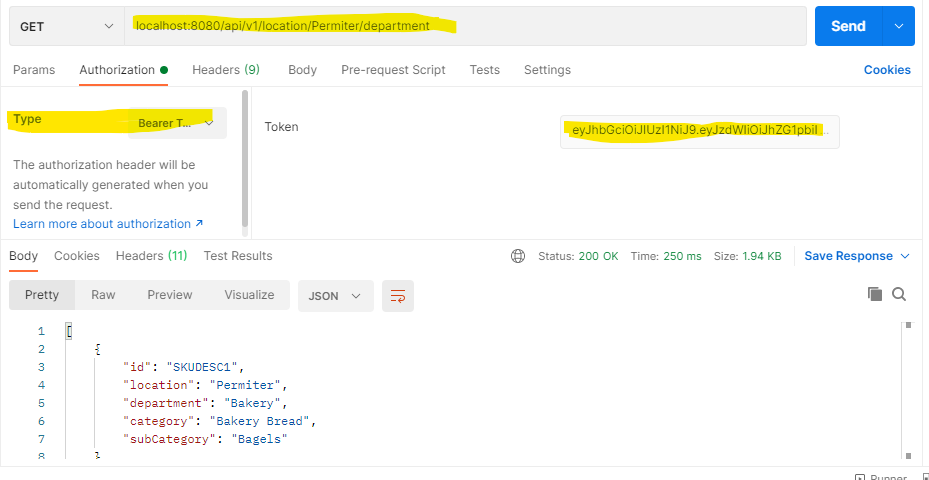 GET localhost:8080/api/v1/location/Permiter/department Send
Params Authorization Headers (9) Body Pre-request Script Tests Settings Cookies
Type Bearer T... Token eyJhbGciOiJIUzI1NiJ9.eyJzdWIiOiJhZG1pbiI...
The authorization header will be
automatically generated when you
send the request.
Learn more about authorization ↗
Body Cookies Headers (11) Test Results Status: 200 OK Time: 250 ms Size: 1.94 KB Save Response
Pretty Raw Preview Visualize JSON
1 [
2 {
3 "id": "SKUDESC1",
4 "location": "Permiter",
5 "department": "Bakery",
6 "category": "Bakery Bread",
7 "subCategory": "Bagels"
8 }
Runner